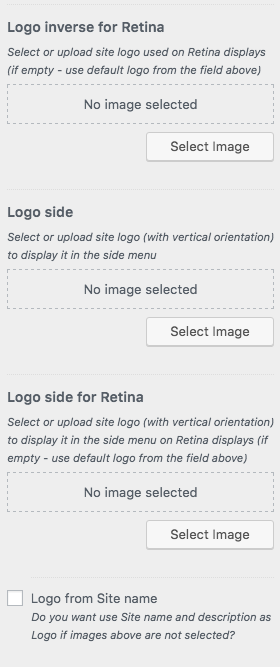 Logo inverse for Retina
Select or upload site logo used on Retina displays
(if empty - use default logo from the field above)
No image selected
Select Image
Logo side
Select or upload site logo (with vertical orientation)
to display it in the side menu
No image selected
Select Image
Logo side for Retina
Select or upload site logo (with vertical orientation)
to display it in the side menu on Retina displays (if
empty - use default logo from the field above)
No image selected
Select Image
Logo from Site name
Do you want use Site name and description as
Logo if images above are not selected?